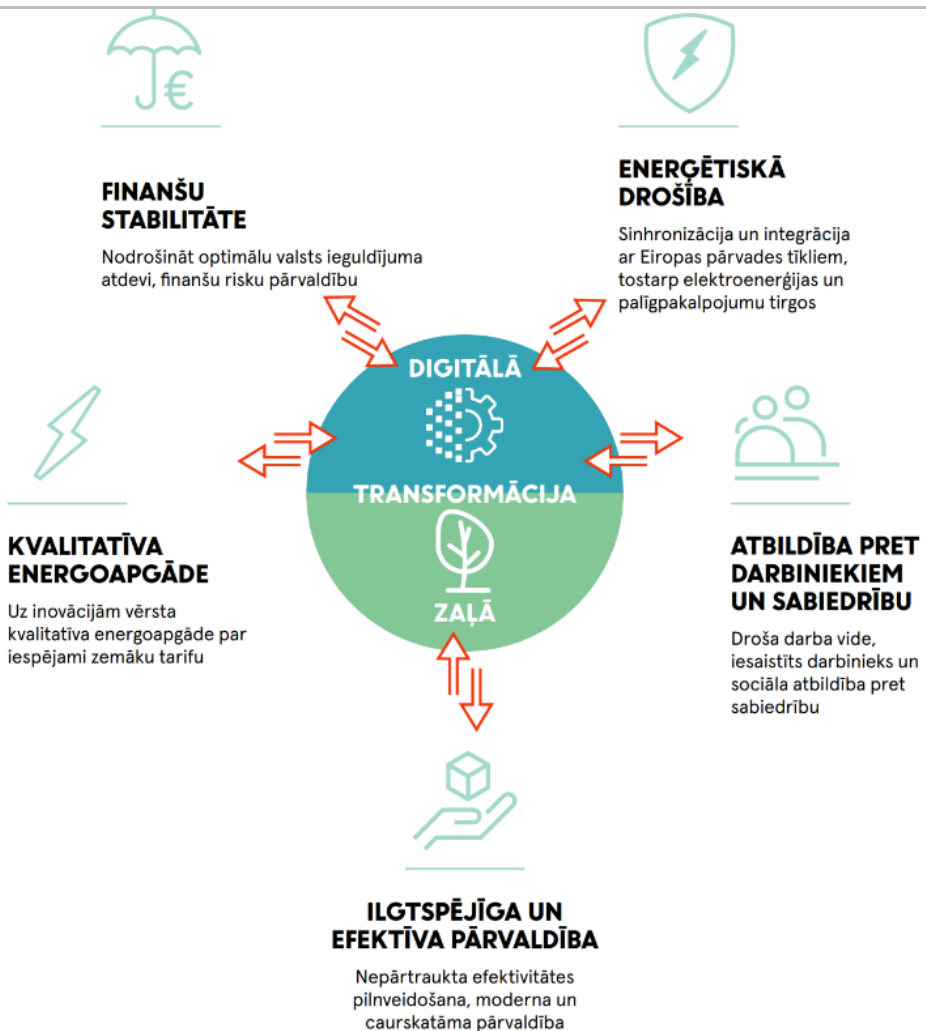 €
FINANŠU
STABILITĀTE
Nodrošināt optimālu valsts ieguldījuma
atdevi, finanšu risku pārvaldību
ENERĢĒTISKĀ
DROŠĪBA
Sinhronizācija un integrācija
ar Eiropas pārvades tīkliem,
tostarp elektroenerģijas un
palīgpakalpojumu tirgos
DIGITĀLĀ
TRANSFORMĀCIJA
ZAĻĀ
KVALITATĪVA
ENERGOAPGĀDE
Uz inovācijām vērsta
kvalitatīva energoapgāde par
iespējami zemāku tarifu
ATBILDĪBA PRET
DARBINIEKIEM
UN SABIEDRĪBU
Droša darba vide,
iesaistīts darbinieks un
sociāla atbildība pret
sabiedrību
ILGTSPĒJĪGA UN
EFEKTĪVA PĀRVALDĪBA
Nepārtraukta efektivitātes
pilnveidošana, moderna un
caurskatāma pārvaldība